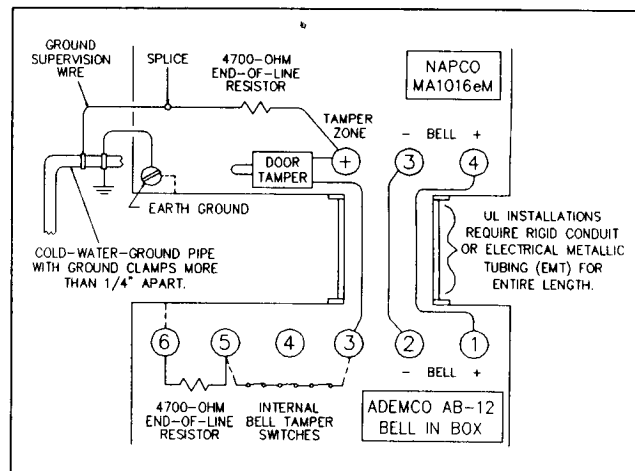 GROUND
SUPERVISION
WIRE
SPLICE
4700-OHM
END-OF-LINE
RESISTOR
NAPCO
MA1016eM
TAMPER
ZONE
- BELL +
+
3
4
DOOR
TAMPER
EARTH GROUND
UL INSTALLATIONS
REQUIRE RIGID CONDUIT
OR ELECTRICAL METALLIC
TUBING (EMT) FOR
ENTIRE LENGTH.
COLD-WATER-GROUND PIPE
WITH GROUND CLAMPS MORE
THAN 1/4" APART.
6
5
4
3
2
1
- BELL +
4700-OHM
END-OF-LINE
RESISTOR
INTERNAL
BELL TAMPER
SWITCHES
ADEMCO AB-12
BELL IN BOX